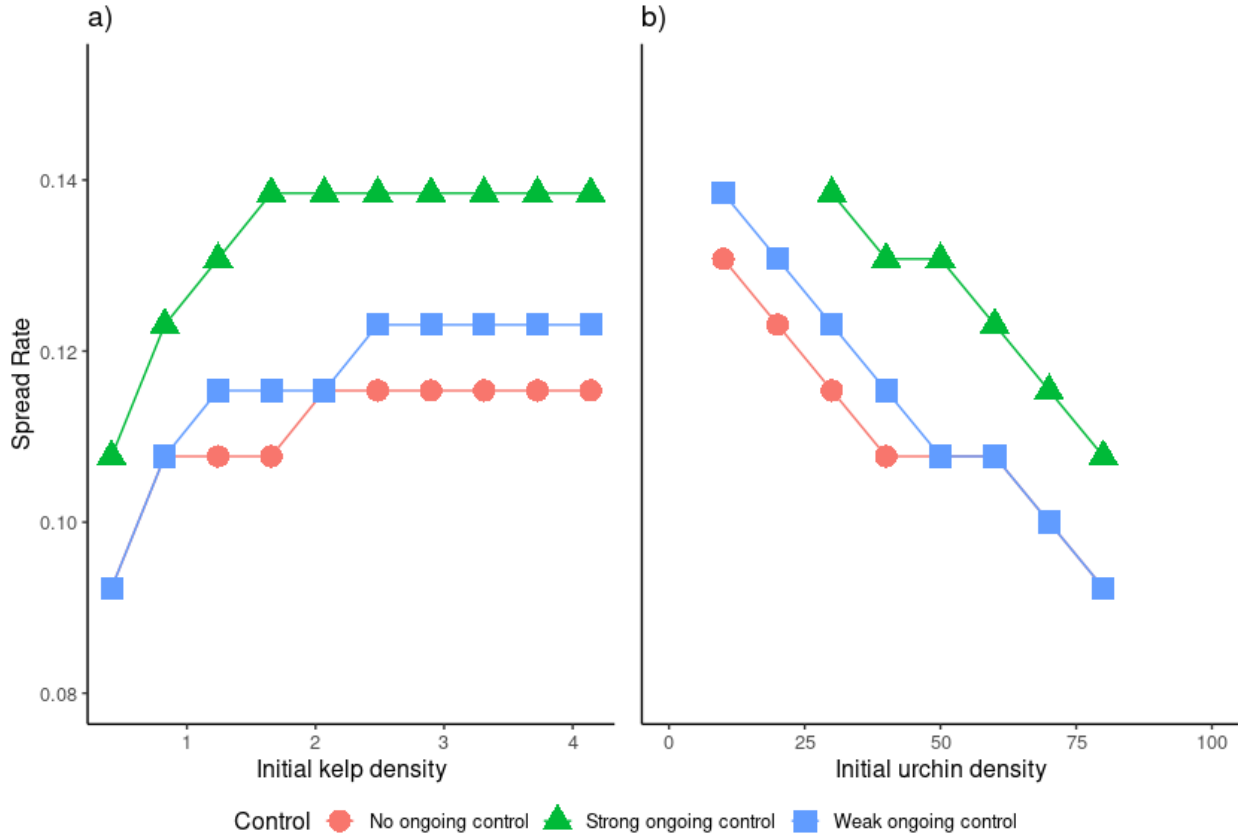 a)
b)
Spread Rate
0.14
0.12
0.10
0.08
1 2 3 4
0 25 50 75 100
Initial kelp density
Initial urchin density
Control No ongoing control Strong ongoing control Weak ongoing control